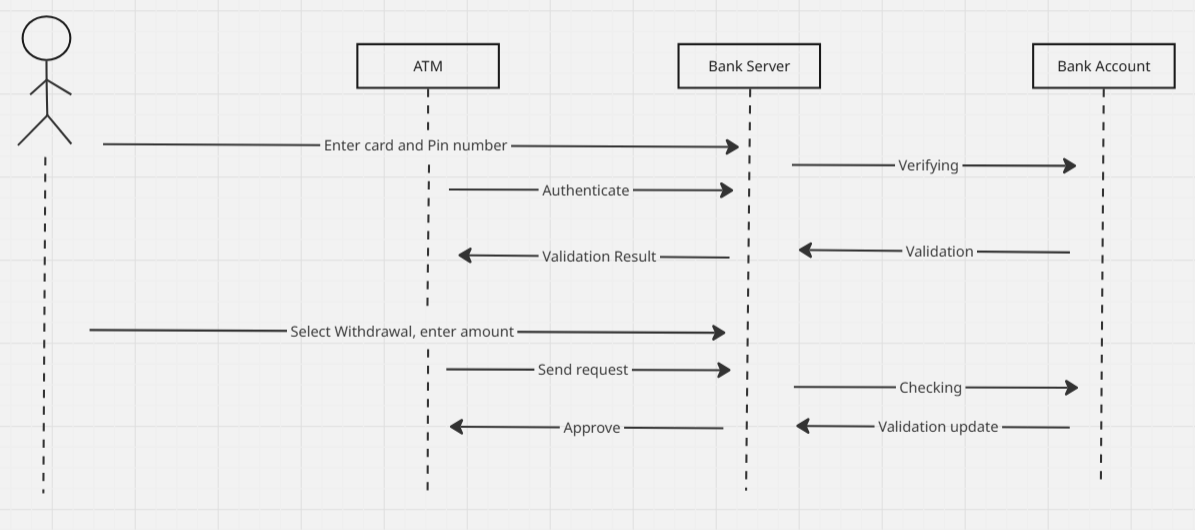 ATM
Bank Server
Bank Account
Enter card and Pin number
Verifying
Authenticate
Validation
Validation Result
Select Withdrawal, enter amount
Send request
Checking
Approve
Validation update